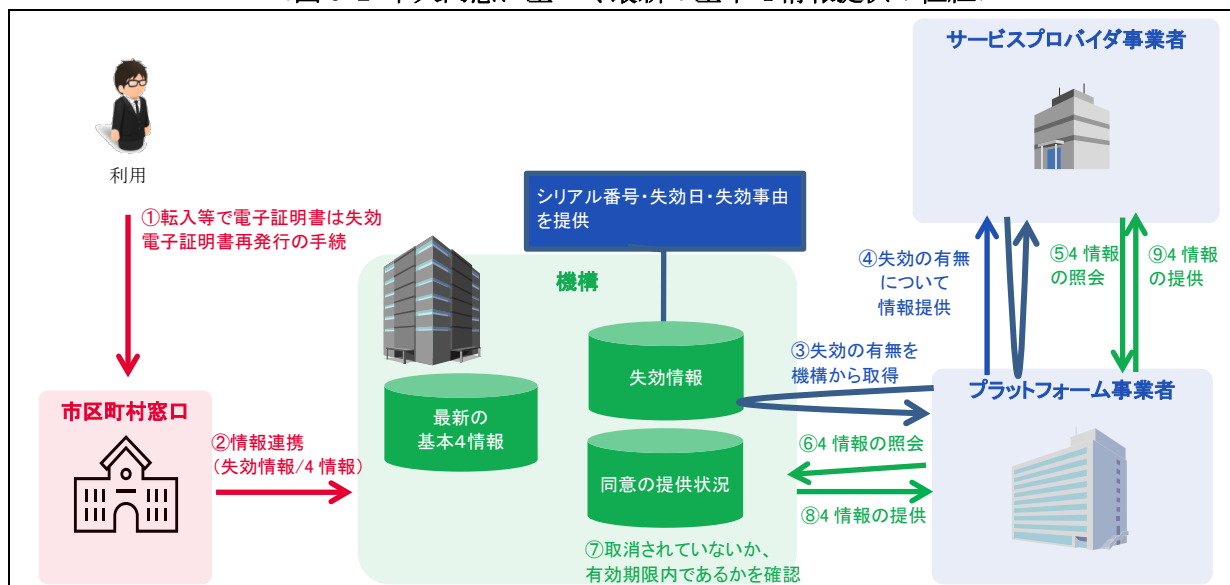 サービスプロバイダ事業者
利用
①転入等で電子証明書は失効
電子証明書再発行の手続
シリアル番号・失効日・失効事由
を提供
機構
④失効の有無
について
情報提供
⑤4 情報
の照会
⑨4 情報
の提供
失効情報
③失効の有無を
機構から取得
プラットフォーム事業者
市区町村窓口
最新の
基本４情報
②情報連携
(失効情報/4 情報)
⑥4 情報の照会
同意の提供状況
⑧4 情報の提供
⑦取消されていないか、
有効期限内であるかを確認